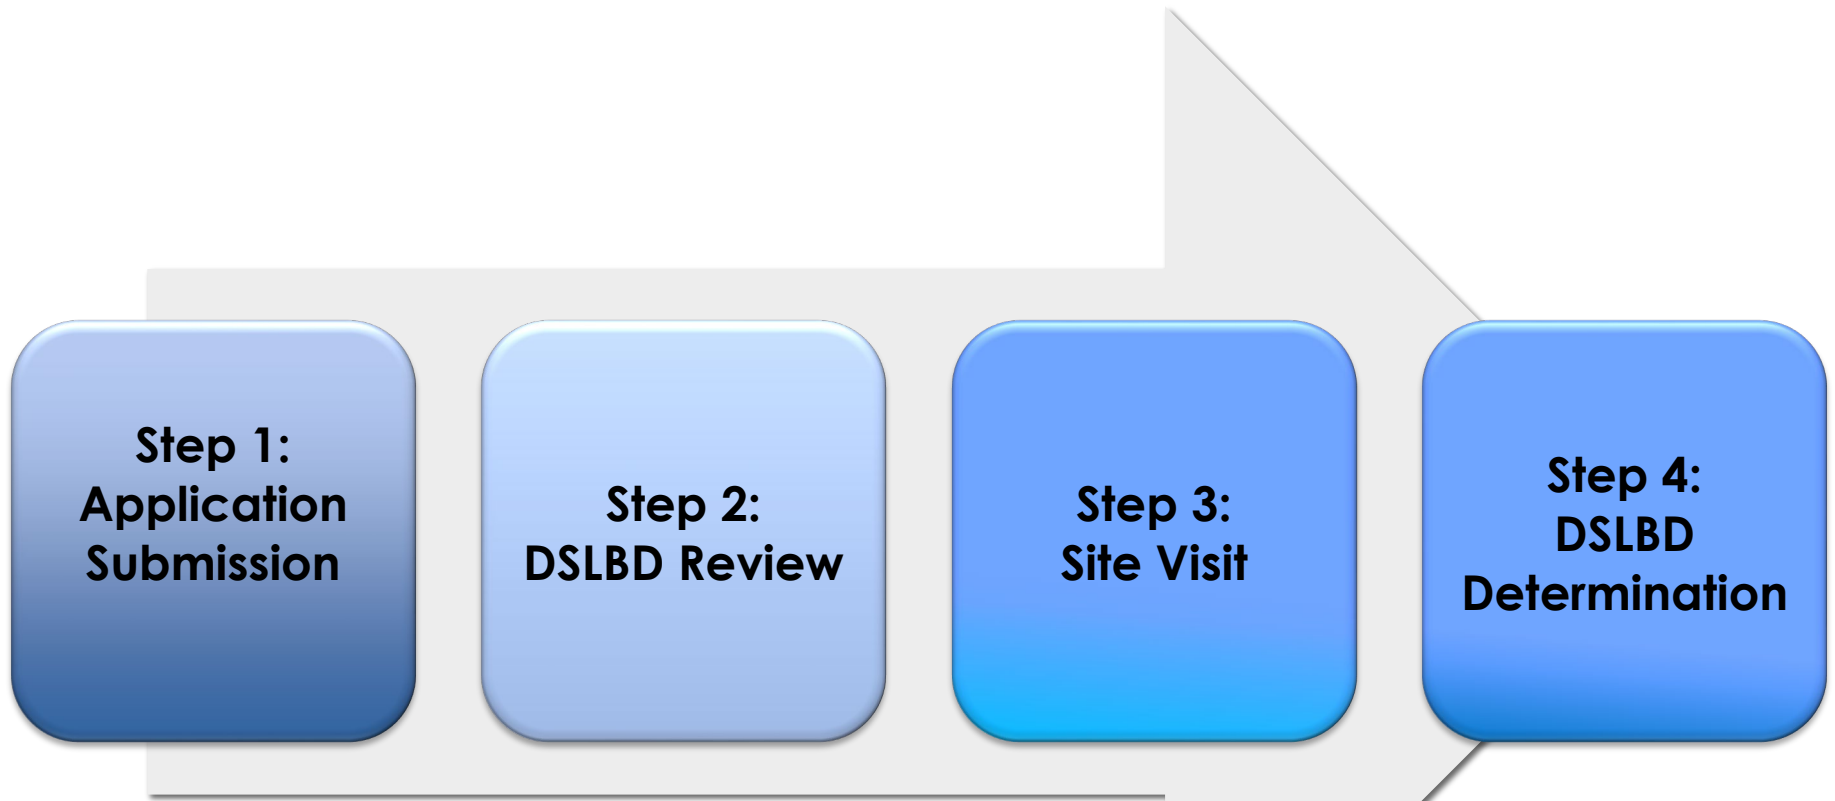 Step 1:
Application
Submission
Step 2:
DSLBD Review
Step 3:
Site Visit
Step 4:
DSLBD
Determination